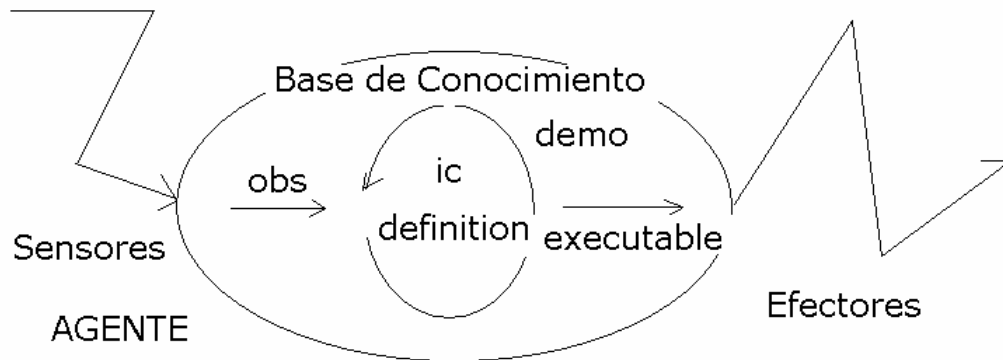 Base de Conocimiento
demo
obs
ic
definition
executable
Sensores
Efectores
AGENTE